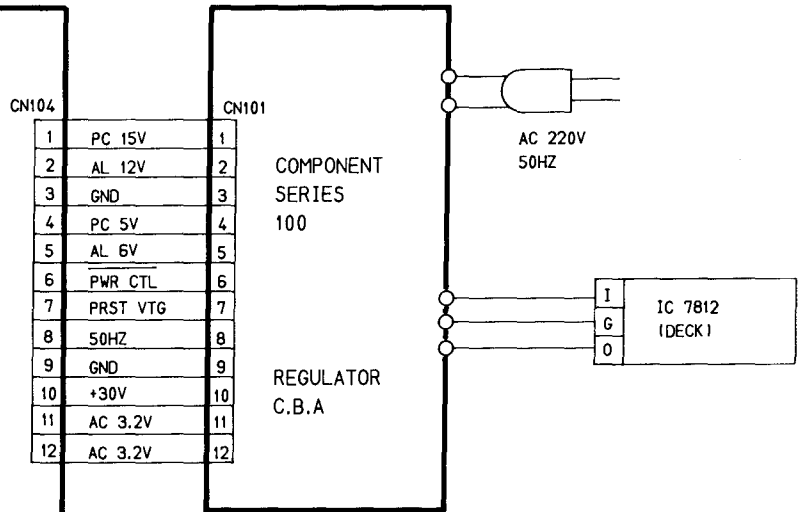 CN104
CN101
1 PC 15V 1
2 AL 12V 2
3 GND 3
4 PC 5V 4
5 AL 6V 5
6 PWR CTL 6
7 PRST VTG 7
8 50HZ 8
9 GND 9
10 +30V 10
11 AC 3.2V 11
12 AC 3.2V 12
COMPONENT
SERIES
100
REGULATOR
C.B.A
AC 220V
50HZ
I
G
O
IC 7812
(DECK)